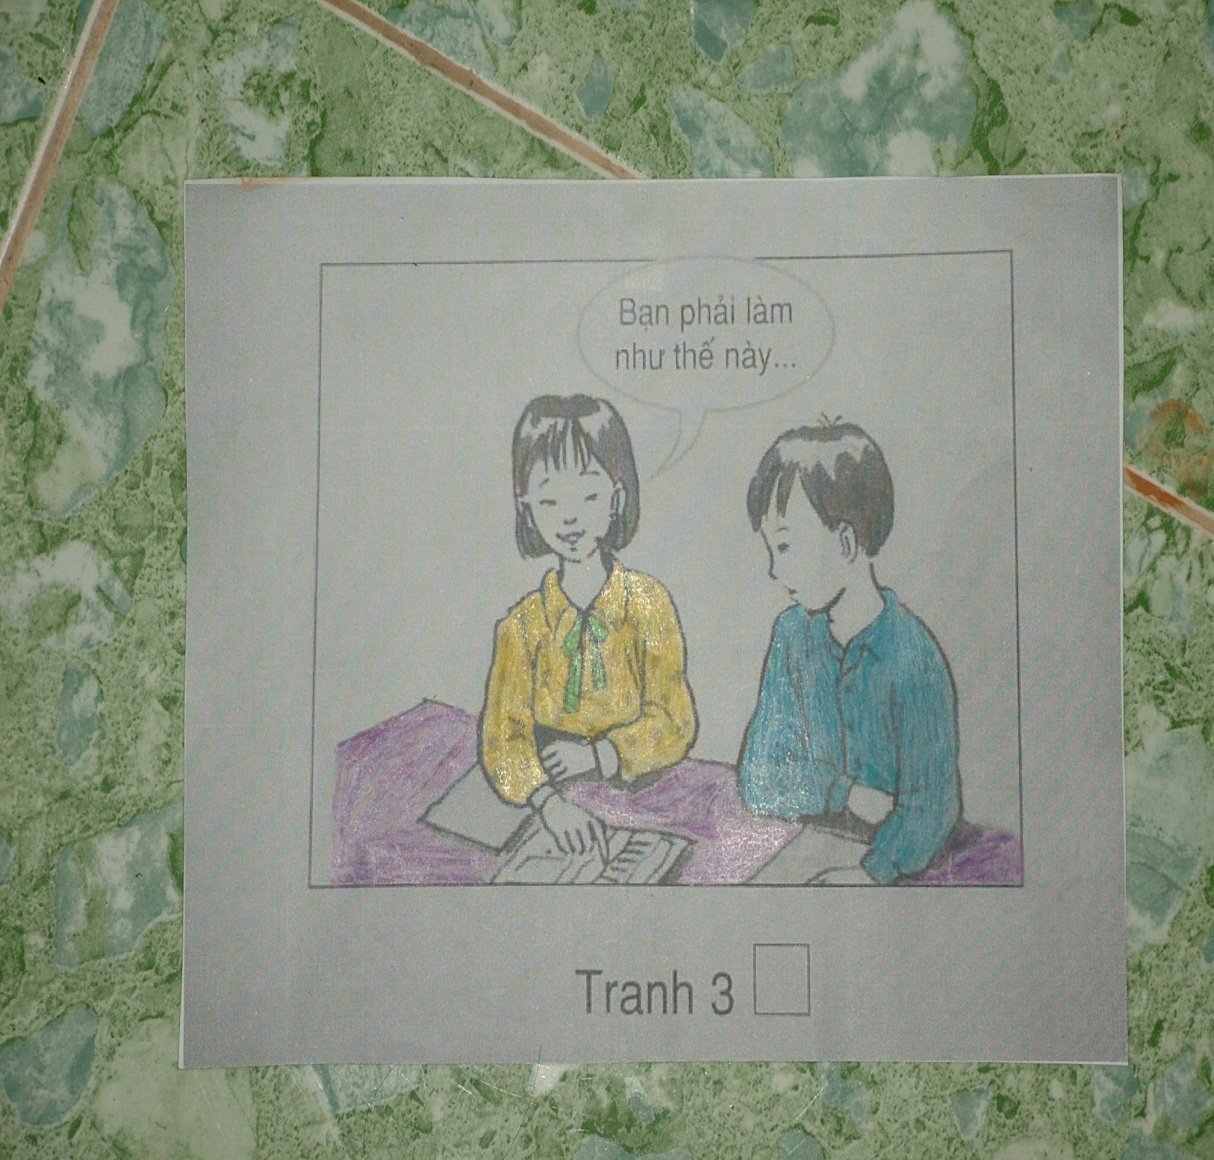 Bạn phải làm
như thế này...
Tranh 3